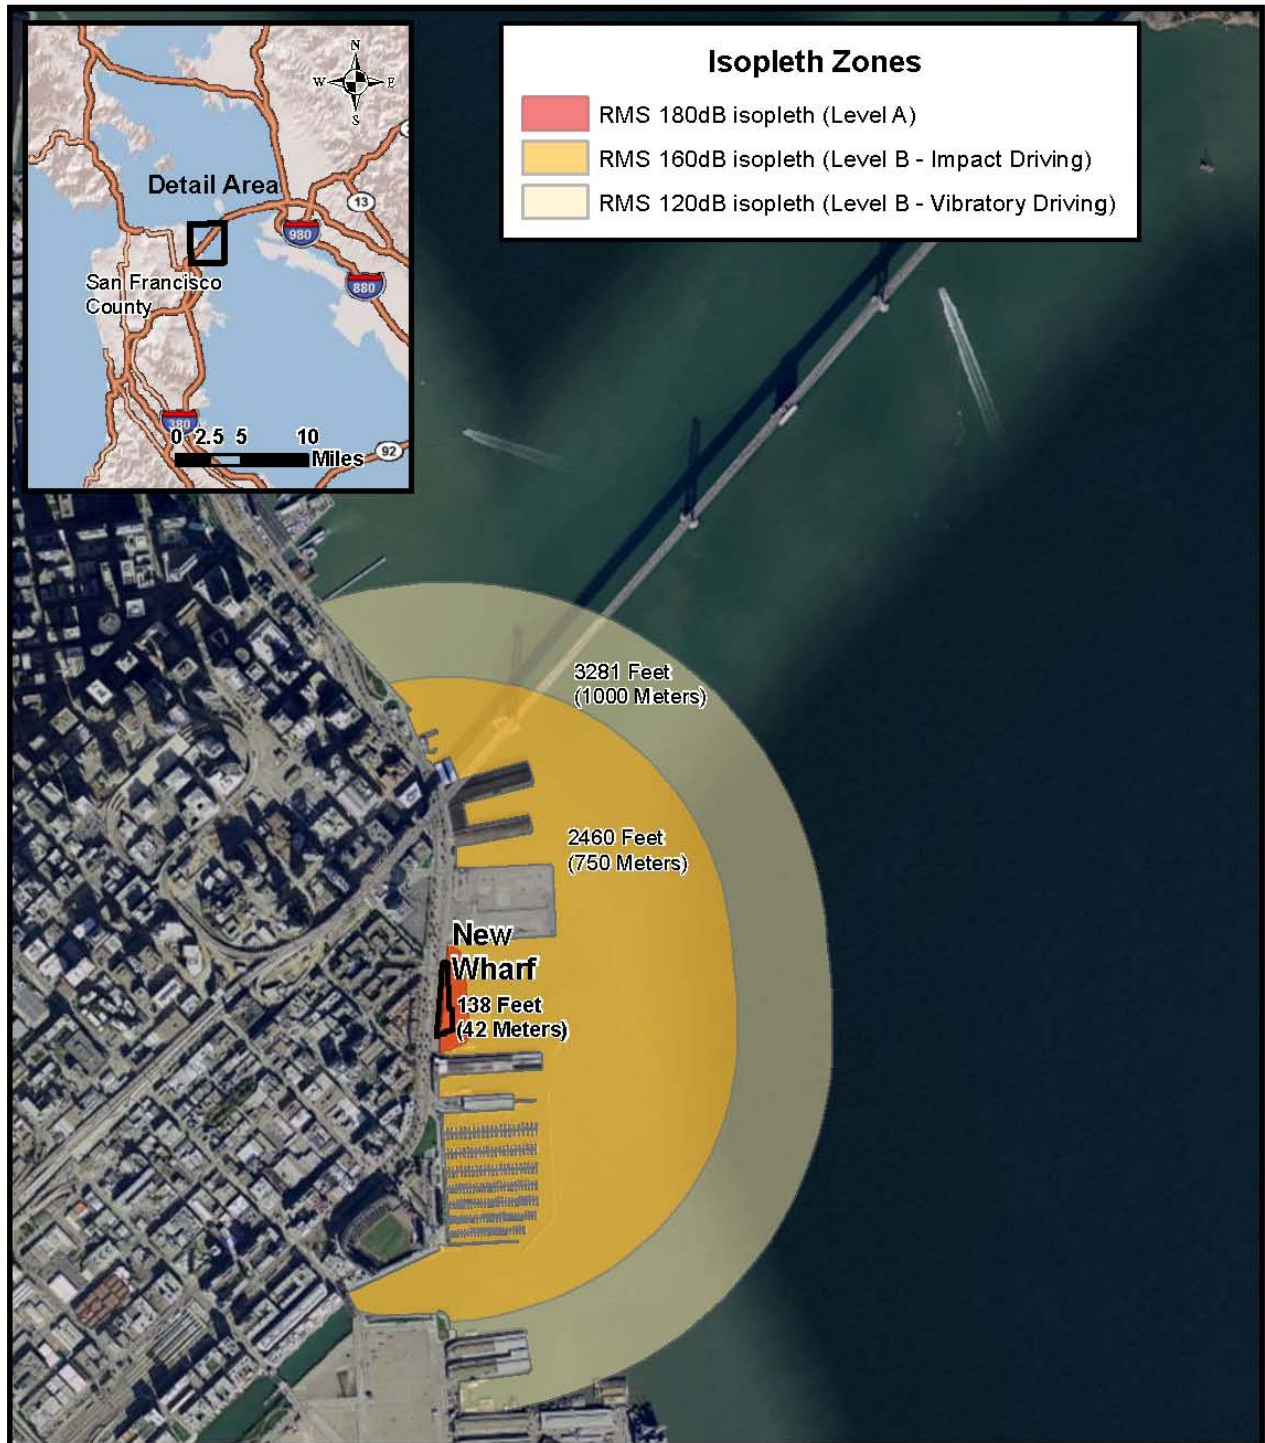 N
W E
S
Detail Area
13
980
880
San Francisco
County
380
0 2.5 5 10
Miles
92
Isopleth Zones
RMS 180dB isopleth (Level A)
RMS 160dB isopleth (Level B - Impact Driving)
RMS 120dB isopleth (Level B - Vibratory Driving)
3281 Feet
(1000 Meters)
2460 Feet
(750 Meters)
New
Wharf
138 Feet
(42 Meters)